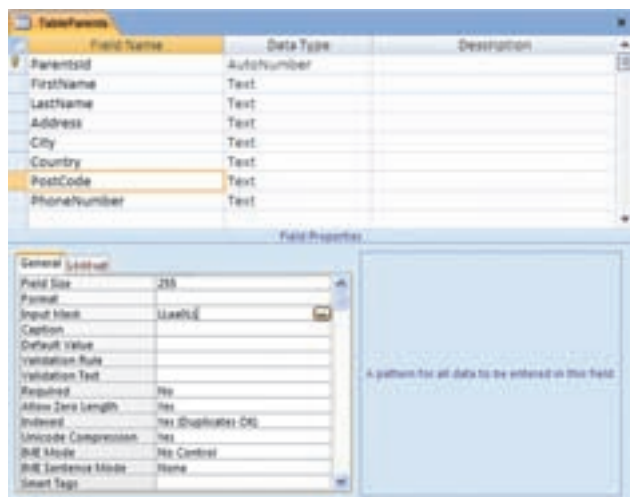 TableParents
Field Name Data Type Description
ParentsId AutoNumber
FirstName Text
LastName Text
Address Text
City Text
Country Text
PostCode Text
PhoneNumber Text
Field Properties
General Lookup
Field Size 255
Format
Input Mask
Caption
Default Value
Validation Rule
Validation Text
Required No
Allow Zero Length Yes
Indexed Yes (Duplicates OK)
Unicode Compression Yes
IME Mode No Control
IME Sentence Mode None
Smart Tags
A pattern for all data to be entered in this field